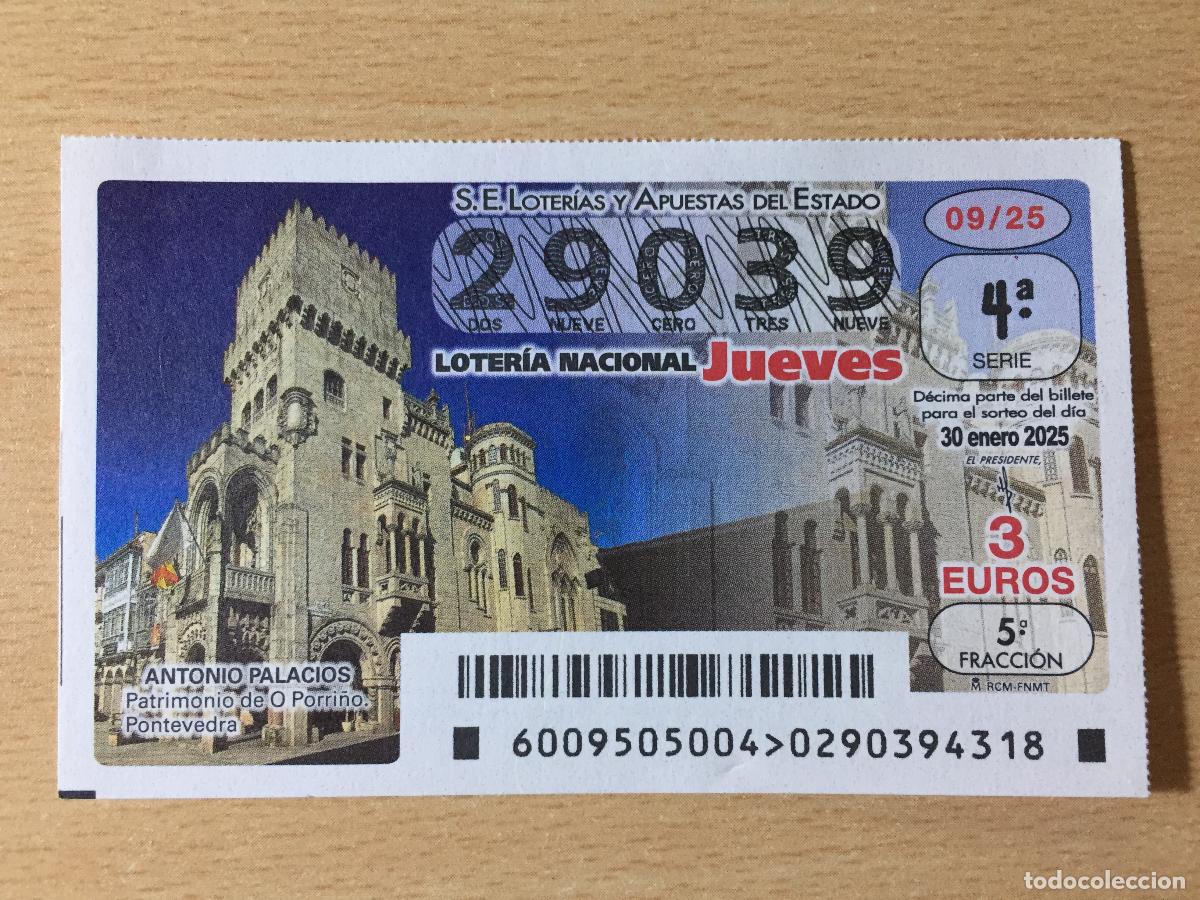 S.E. LOTERÍAS Y APUESTAS DEL ESTADO
29039
DOS NUEVE CERO TRES NUEVE
LOTERÍA NACIONAL Jueves
09/25
4.ª
SERIE
Décima parte del billete
para el sorteo del día
30 enero 2025
EL PRESIDENTE,
3
EUROS
5.ª
FRACCIÓN
RCM-FNMT
ANTONIO PALACIOS
Patrimonio de O Porriño.
Pontevedra
6009505004>0290394318
todocoleccion